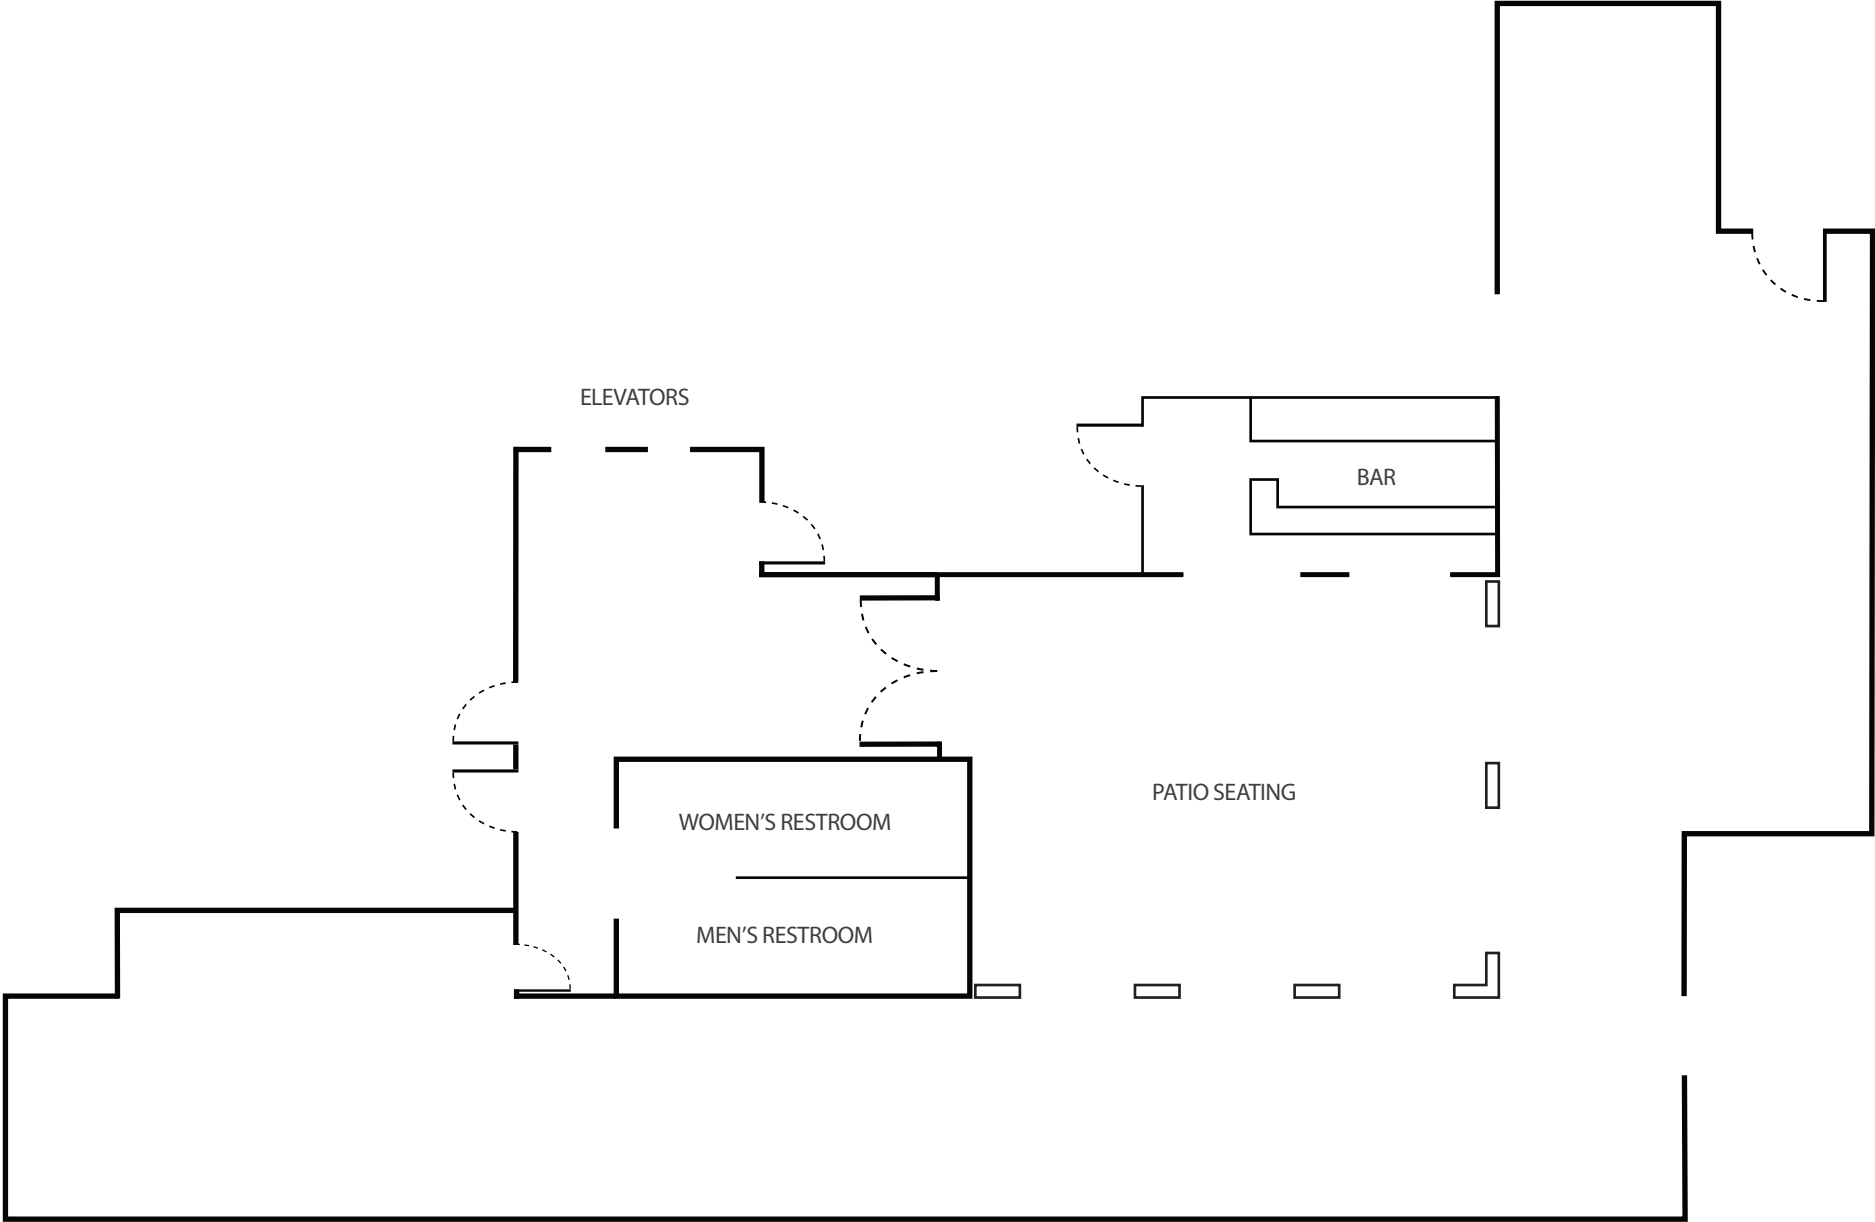 ELEVATORS
BAR
PATIO SEATING
WOMEN’S RESTROOM
MEN’S RESTROOM